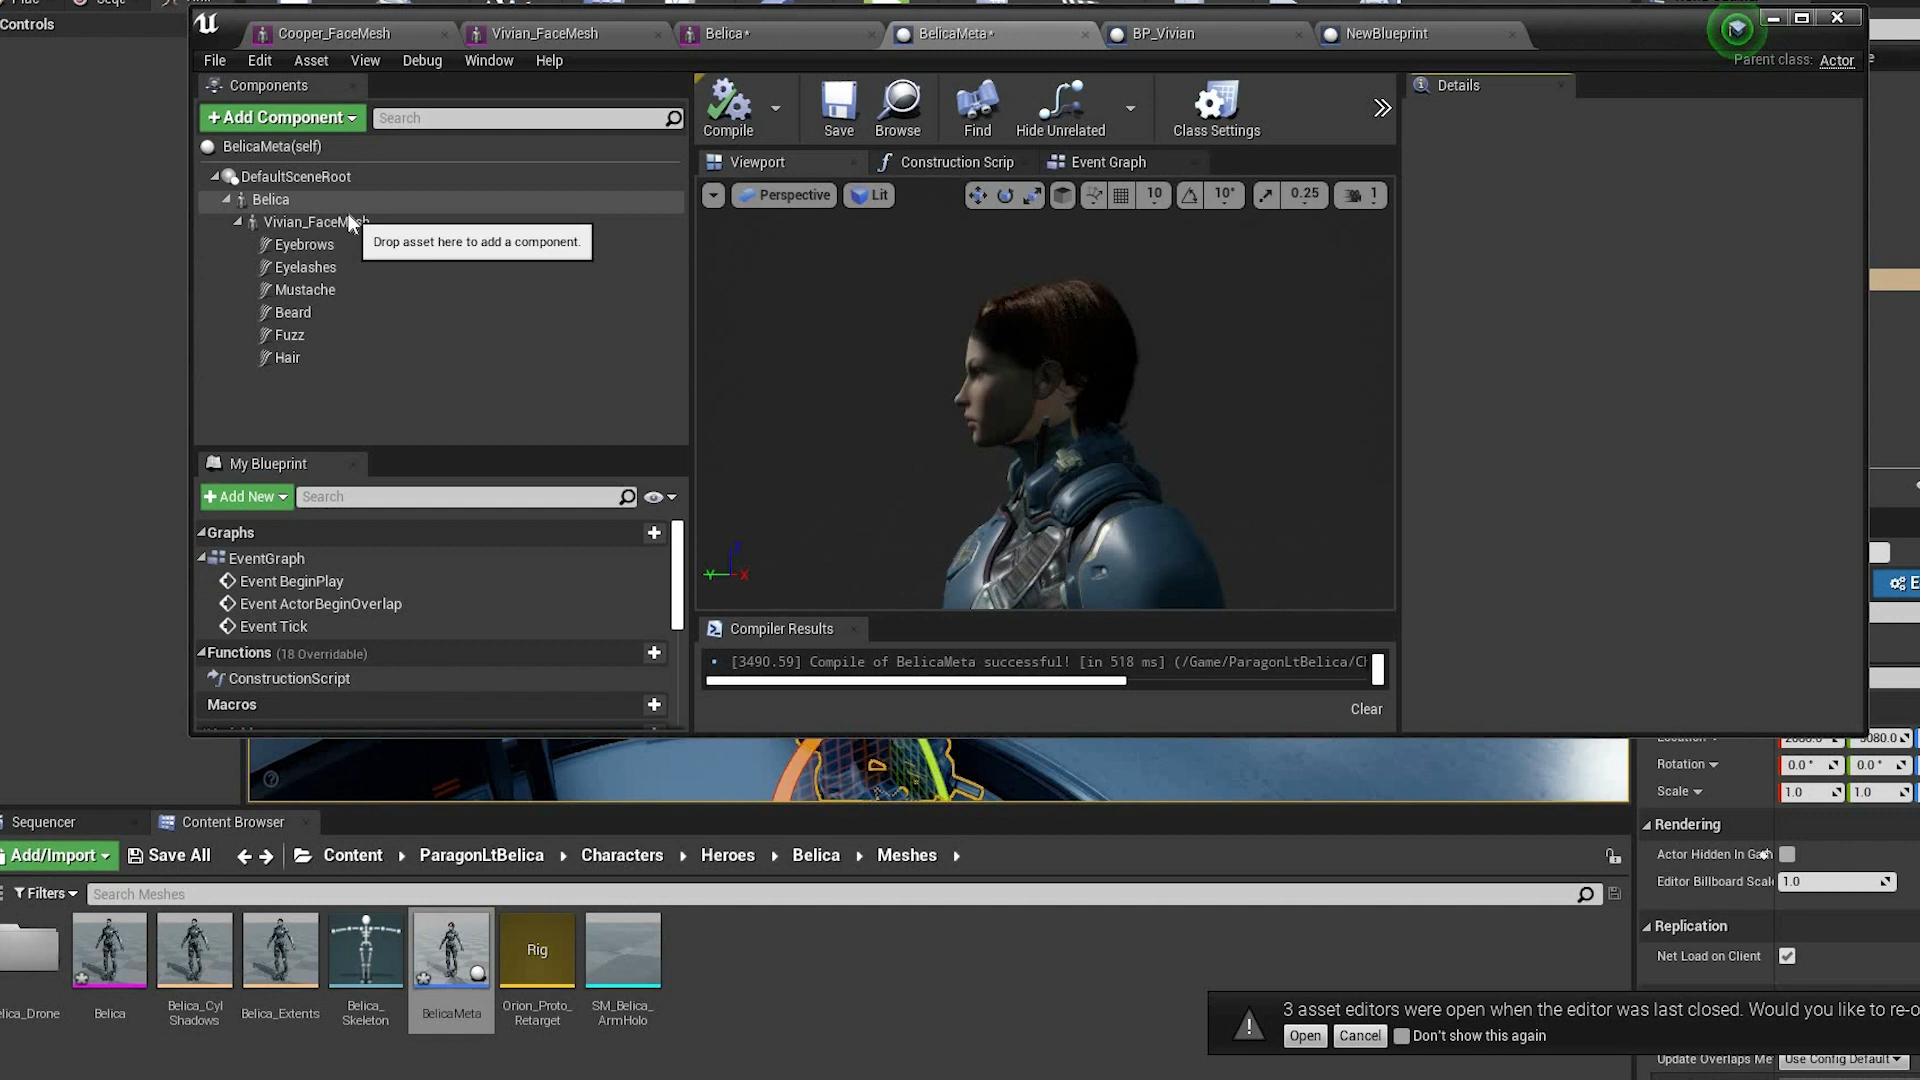 Controls
Cooper_FaceMesh
Vivian_FaceMesh
Belica*
BelicaMeta*
BP_Vivian
NewBlueprint
File
Edit
Asset
View
Debug
Window
Help
Parent class: Actor
Components
+ Add Component
Search
BelicaMeta(self)
DefaultSceneRoot
Belica
Vivian_FaceMesh
Drop asset here to add a component.
Eyebrows
Eyelashes
Mustache
Beard
Fuzz
Hair
Compile
Save
Browse
Find
Hide Unrelated
Class Settings
Details
Viewport
Construction Scrip
Event Graph
Perspective
Lit
10
10°
0.25
1
My Blueprint
+ Add New
Search
Graphs
EventGraph
Event BeginPlay
Event ActorBeginOverlap
Event Tick
Functions (18 Overridable)
ConstructionScript
Macros
Compiler Results
[3490.59] Compile of BelicaMeta successful! [in 518 ms] (/Game/ParagonLtBelica/Ch
Clear
Rotation
0.0 °
0.0 °
Scale
1.0
1.0
Rendering
Actor Hidden In Gam
Editor Billboard Scale
1.0
Replication
Net Load on Client
Sequencer
Content Browser
Add/Import
Save All
Content
ParagonLtBelica
Characters
Heroes
Belica
Meshes
Filters
Search Meshes
Rig
elica_Drone
Belica
Belica_Cyl
Shadows
Belica_Extents
Belica_
Skeleton
BelicaMeta
Orion_Proto_
Retarget
SM_Belica_
ArmHolo
3 asset editors were open when the editor was last closed. Would you like to re-o
Open
Cancel
Don't show this again
Update Overlaps Me
Use Config Default